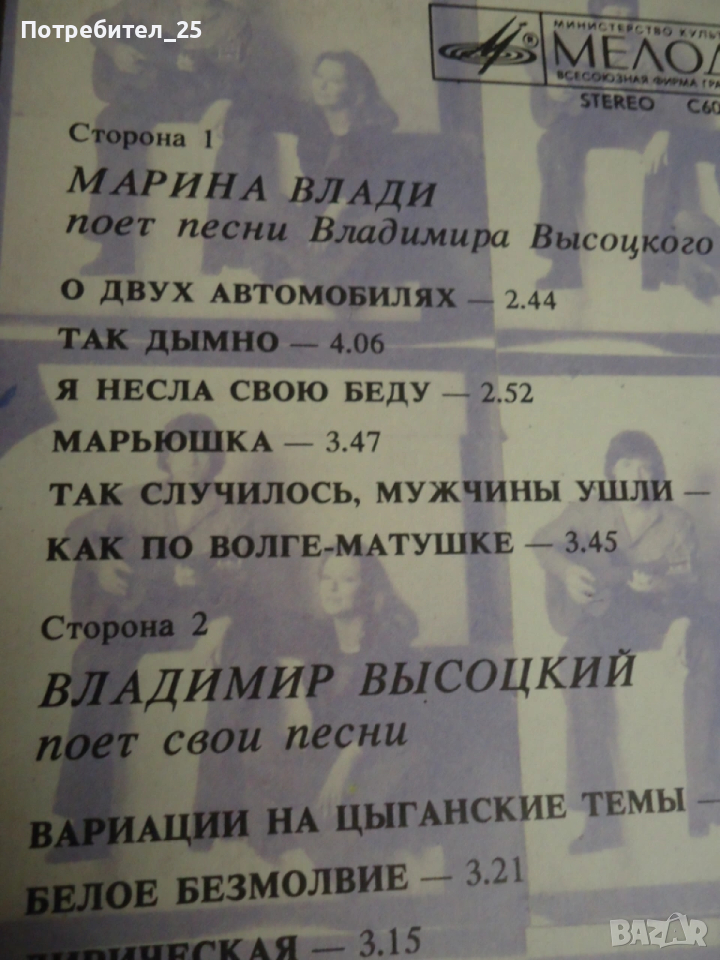 Потребител_25
МИНИСТЕРСТВО
МЕЛОД
ВСЕСОЮЗНАЯ ФИРМА
STEREO С60
Сторона 1
МАРИНА ВЛАДИ
поет песни Владимира Высоцкого
О ДВУХ АВТОМОБИЛЯХ — 2.44
ТАК ДЫМНО — 4.06
Я НЕСЛА СВОЮ БЕДУ — 2.52
МАРЬЮШКА — 3.47
ТАК СЛУЧИЛОСЬ, МУЖЧИНЫ УШЛИ —
КАК ПО ВОЛГЕ-МАТУШКЕ — 3.45
Сторона 2
ВЛАДИМИР ВЫСОЦКИЙ
поет свои песни
ВАРИАЦИИ НА ЦЫГАНСКИЕ ТЕМЫ —
БЕЛОЕ БЕЗМОЛВИЕ — 3.21
ЛИРИЧЕСКАЯ — 3.15
BAZAR